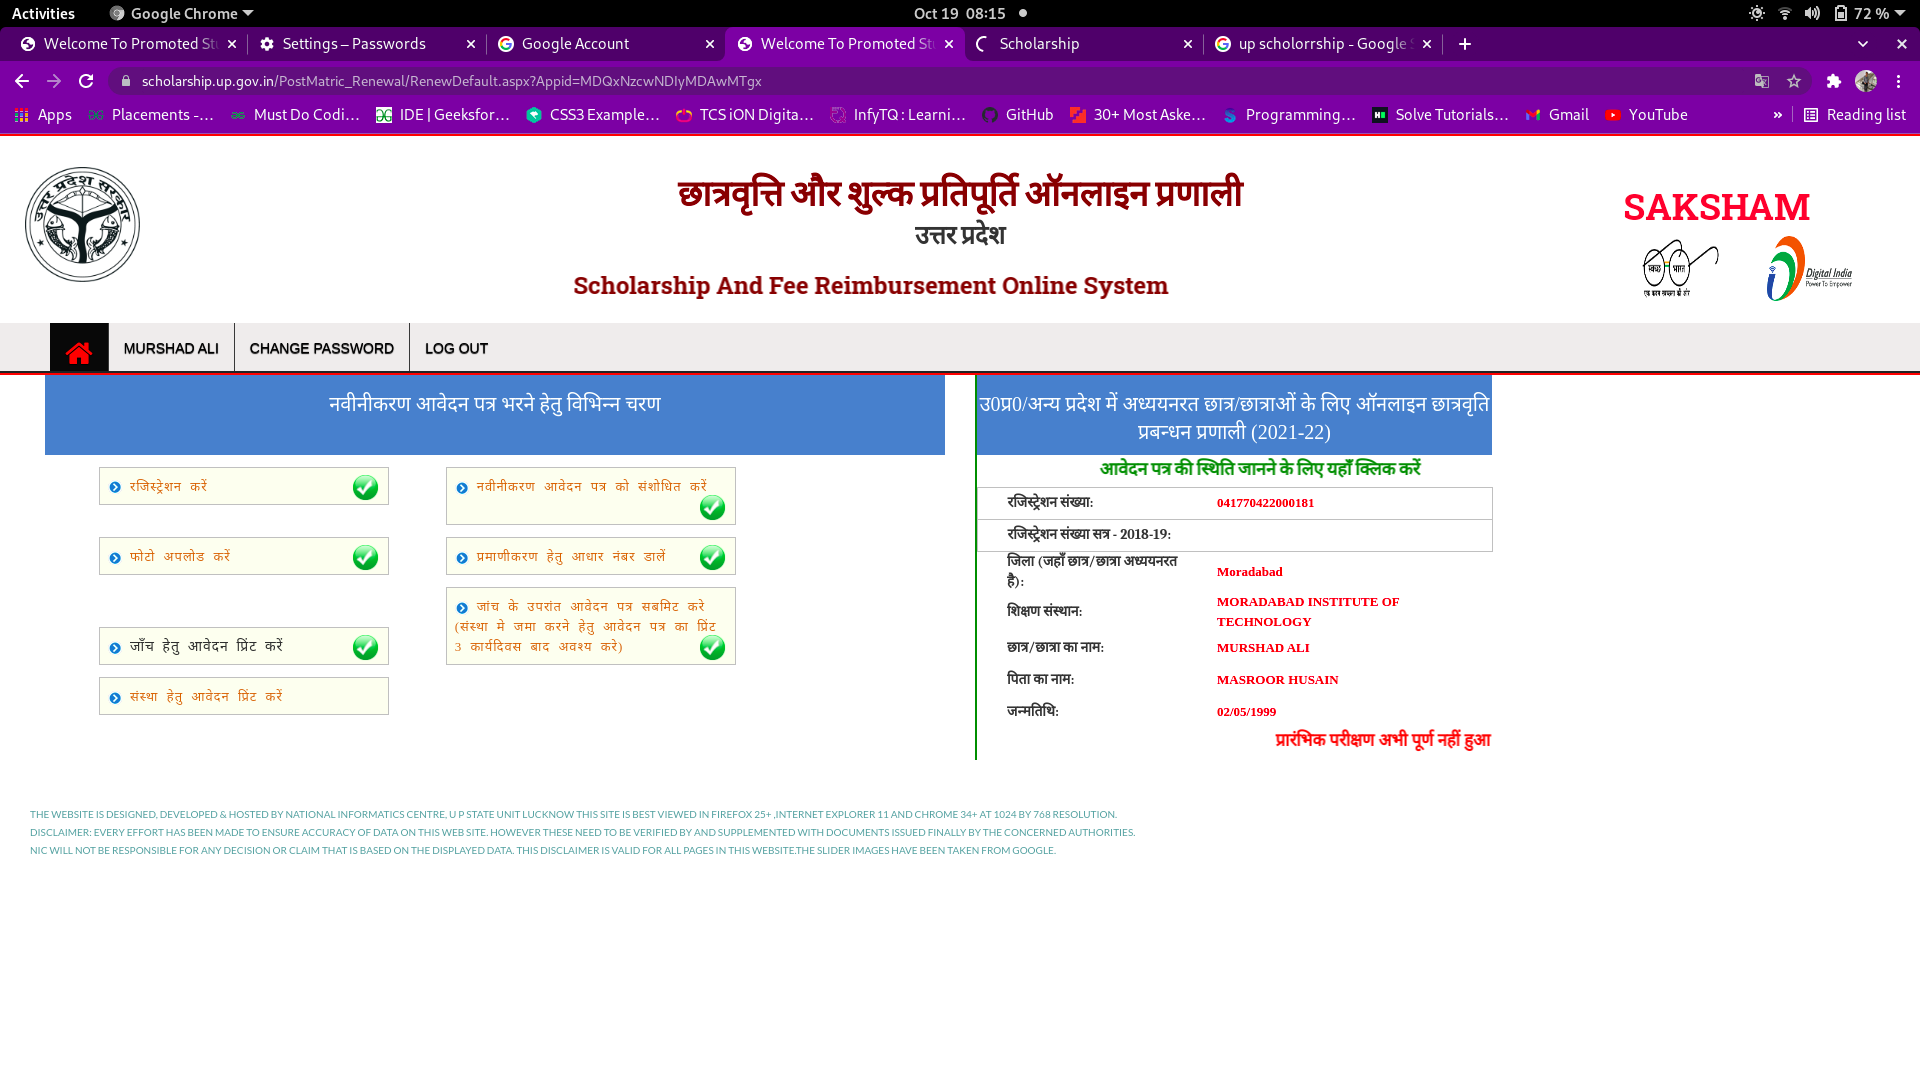 Activities
Google Chrome
Oct 19 08:15
72 %
Welcome To Promoted Stu
Settings – Passwords
Google Account
Welcome To Promoted Stu
Scholarship
up scholorrship - Google S
scholarship.up.gov.in/PostMatric_Renewal/RenewDefault.aspx?Appid=MDQxNzcwNDIyMDAwMTgx
Apps
Placements -...
Must Do Codi...
IDE | Geeksfor...
CSS3 Example...
TCS iON Digita...
InfyTQ : Learni...
GitHub
30+ Most Aske...
Programming...
Solve Tutorials...
Gmail
YouTube
»
Reading list
उत्तर प्रदेश सरकार
छात्रवृत्ति और शुल्क प्रतिपूर्ति ऑनलाइन प्रणाली
उत्तर प्रदेश
Scholarship And Fee Reimbursement Online System
SAKSHAM
स्वच्छ भारत
एक कदम स्वच्छता की ओर
Digital India
Power To Empower
MURSHAD ALI
CHANGE PASSWORD
LOG OUT
नवीनीकरण आवेदन पत्र भरने हेतु विभिन्न चरण
रजिस्ट्रेशन करें
नवीनीकरण आवेदन पत्र को संशोधित करें
फोटो अपलोड करें
प्रमाणीकरण हेतु आधार नंबर डालें
जांच के उपरांत आवेदन पत्र सबमिट करे
(संस्था मे जमा करने हेतु आवेदन पत्र का प्रिंट
3 कार्यदिवस बाद अवश्य करे)
जाँच हेतु आवेदन प्रिंट करें
संस्था हेतु आवेदन प्रिंट करें
उ0प्र0/अन्य प्रदेश में अध्ययनरत छात्र/छात्राओं के लिए ऑनलाइन छात्रवृति
प्रबन्धन प्रणाली (2021-22)
आवेदन पत्र की स्थिति जानने के लिए यहाँ क्लिक करें
रजिस्ट्रेशन संख्या: 041770422000181
रजिस्ट्रेशन संख्या सत्र - 2018-19:
जिला (जहाँ छात्र/छात्रा अध्ययनरत
है): Moradabad
शिक्षण संस्थान: MORADABAD INSTITUTE OF
TECHNOLOGY
छात्र/छात्रा का नाम: MURSHAD ALI
पिता का नाम: MASROOR HUSAIN
जन्मतिथि: 02/05/1999
प्रारंभिक परीक्षण अभी पूर्ण नहीं हुआ
THE WEBSITE IS DESIGNED, DEVELOPED & HOSTED BY NATIONAL INFORMATICS CENTRE, U P STATE UNIT LUCKNOW THIS SITE IS BEST VIEWED IN FIREFOX 25+ ,INTERNET EXPLORER 11 AND CHROME 34+ AT 1024 BY 768 RESOLUTION.
DISCLAIMER: EVERY EFFORT HAS BEEN MADE TO ENSURE ACCURACY OF DATA ON THIS WEB SITE. HOWEVER THESE NEED TO BE VERIFIED BY AND SUPPLEMENTED WITH DOCUMENTS ISSUED FINALLY BY THE CONCERNED AUTHORITIES.
NIC WILL NOT BE RESPONSIBLE FOR ANY DECISION OR CLAIM THAT IS BASED ON THE DISPLAYED DATA. THIS DISCLAIMER IS VALID FOR ALL PAGES IN THIS WEBSITE.THE SLIDER IMAGES HAVE BEEN TAKEN FROM GOOGLE.